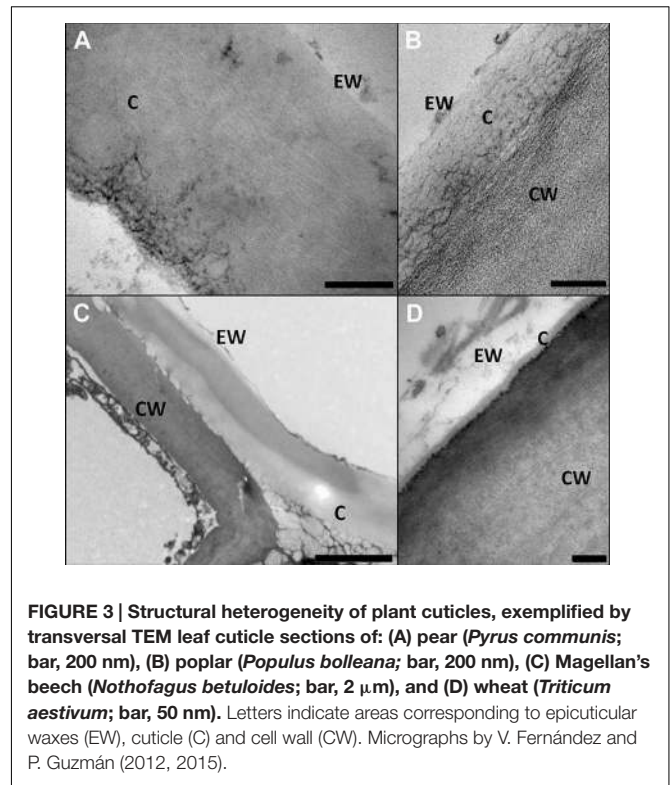 A
EW
C
B
EW
C
CW
C
EW
CW
C
D
C
EW
CW
FIGURE 3 | Structural heterogeneity of plant cuticles, exemplified by
transversal TEM leaf cuticle sections of: (A) pear (Pyrus communis;
bar, 200 nm), (B) poplar (Populus bolleana; bar, 200 nm), (C) Magellan's
beech (Nothofagus betuloides; bar, 2 μm), and (D) wheat (Triticum
aestivum; bar, 50 nm). Letters indicate areas corresponding to epicuticular
waxes (EW), cuticle (C) and cell wall (CW). Micrographs by V. Fernández and
P. Guzmán (2012, 2015).